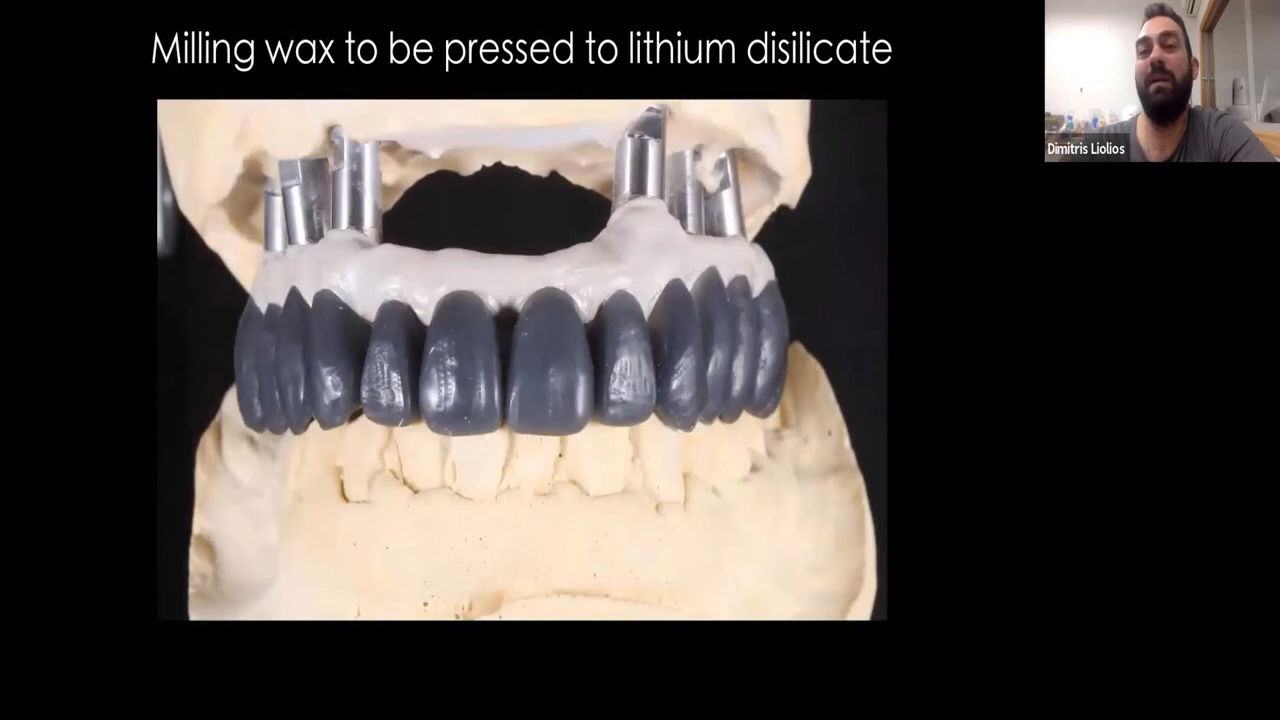 Milling wax to be pressed to lithium disilicate
Dimitris Liolios